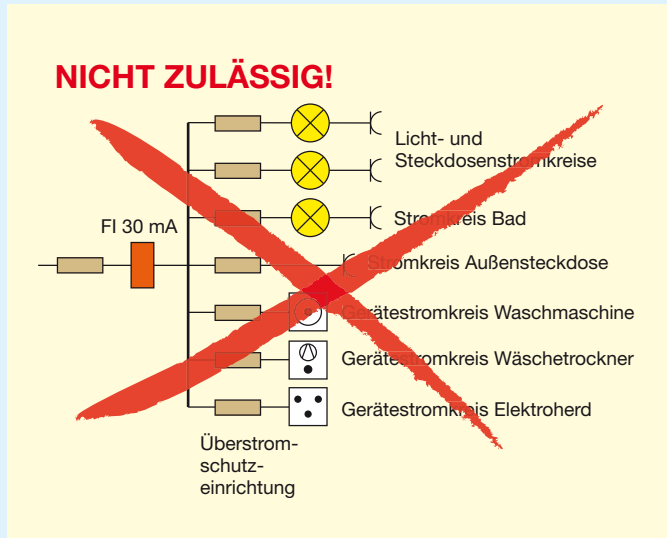 NICHT ZULÄSSIG!
Licht- und
Steckdosenstromkreise
Stromkreis Bad
FI 30 mA
Stromkreis Außensteckdose
Gerätestromkreis Waschmaschine
Gerätestromkreis Wäschetrockner
Gerätestromkreis Elektroherd
Überstrom-
schutz-
einrichtung